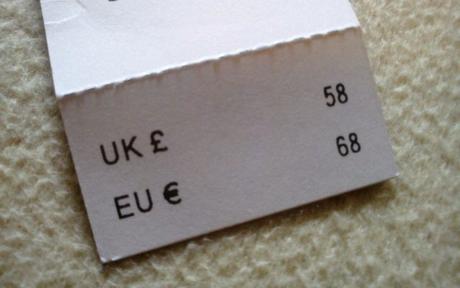 UK £ 58
EU € 68